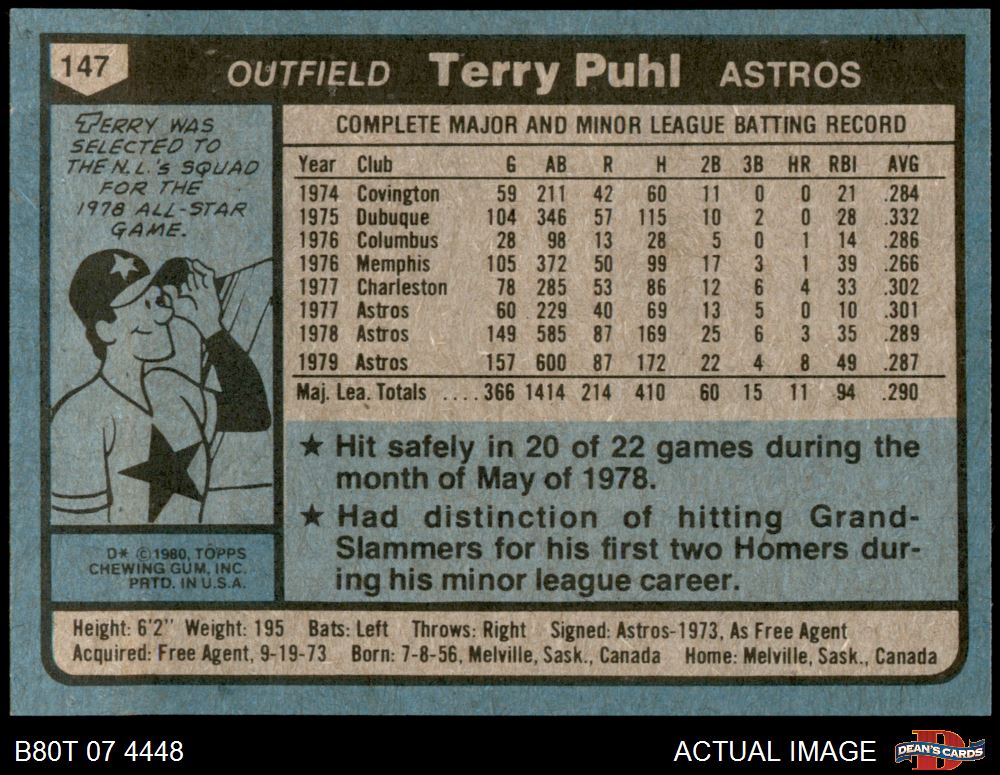 147
OUTFIELD Terry Puhl ASTROS
TERRY WAS
SELECTED TO
THE N.L.'s SQUAD
FOR THE
1978 ALL-STAR
GAME.
D* ©1980, TOPPS
CHEWING GUM, INC.
PRTD. IN U.S.A.
COMPLETE MAJOR AND MINOR LEAGUE BATTING RECORD
Year Club G AB R H 2B 3B HR RBI AVG
1974 Covington 59 211 42 60 11 0 0 21 .284
1975 Dubuque 104 346 57 115 10 2 0 28 .332
1976 Columbus 28 98 13 28 5 0 1 14 .286
1976 Memphis 105 372 50 99 17 3 1 39 .266
1977 Charleston 78 285 53 86 12 6 4 33 .302
1977 Astros 60 229 40 69 13 5 0 10 .301
1978 Astros 149 585 87 169 25 6 3 35 .289
1979 Astros 157 600 87 172 22 4 8 49 .287
Maj. Lea. Totals ....366 1414 214 410 60 15 11 94 .290
★ Hit safely in 20 of 22 games during the
month of May of 1978.
★ Had distinction of hitting Grand-
Slammers for his first two Homers dur-
ing his minor league career.
Height: 6'2" Weight: 195 Bats: Left Throws: Right Signed: Astros-1973, As Free Agent
Acquired: Free Agent, 9-19-73 Born: 7-8-56, Melville, Sask., Canada Home: Melville, Sask., Canada
B80T 07 4448
ACTUAL IMAGE
DEAN'S CARDS